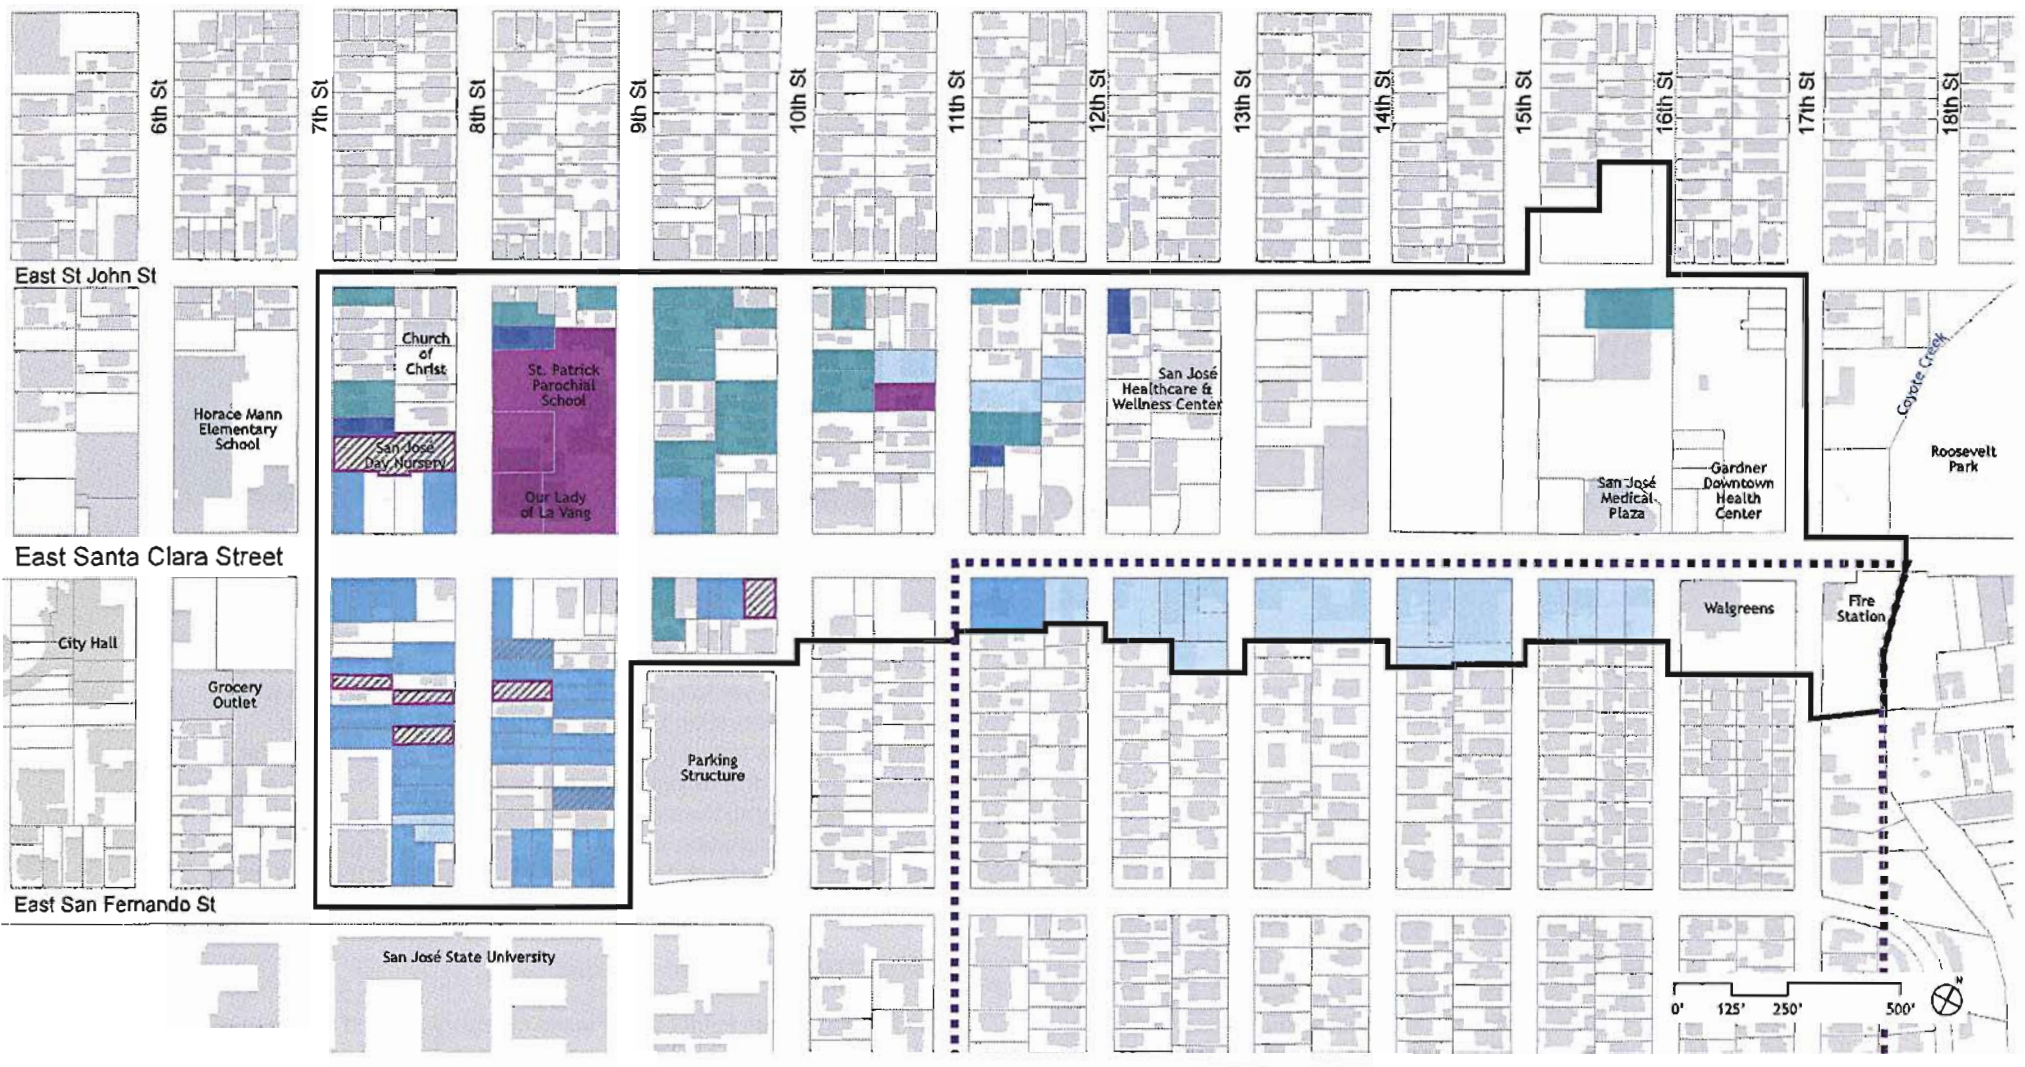 6th St
7th St
8th St
9th St
10th St
11th St
12th St
13th St
14th St
15th St
16th St
17th St
18th St
East St John St
Church
of
Christ
St. Patrick
Parochial
School
San José
Healthcare &
Wellness Center
Coyote Creek
Horace Mann
Elementary
School
San José
Day Nursery
Our Lady
of La Vang
San José
Medical
Plaza
Gardner
Downtown
Health
Center
Roosevelt
Park
East Santa Clara Street
City Hall
Walgreens
Fire
Station
Grocery
Outlet
Parking
Structure
East San Fernando St
San José State University
0'
125'
250'
500'
N